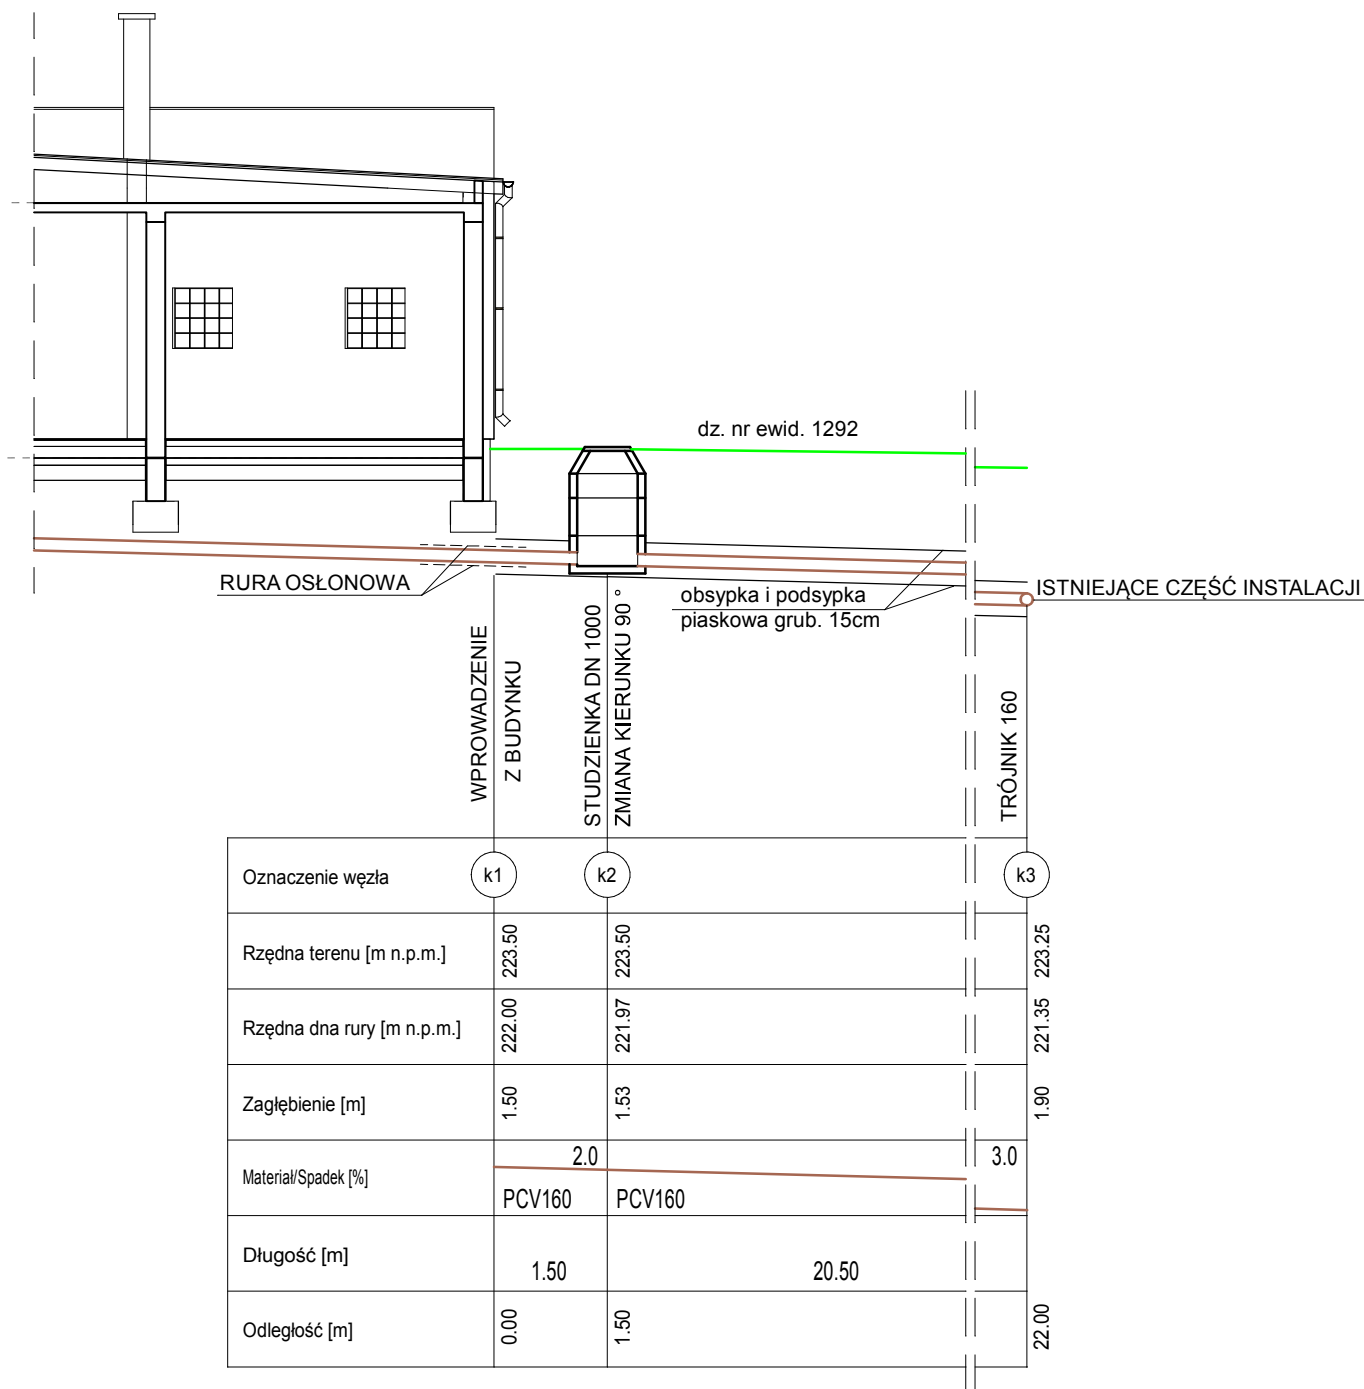 dz. nr ewid. 1292
RURA OSŁONOWA
obsypka i podsypka
piaskowa grub. 15cm
ISTNIEJĄCE CZĘŚĆ INSTALACJI
WPROWADZENIE
Z BUDYNKU
STUDZIENKA DN 1000
ZMIANA KIERUNKU 90 °
TRÓJNIK 160
Oznaczenie węzła k1 k2 k3
Rzędna terenu [m n.p.m.] 223.50 223.50 223.25
Rzędna dna rury [m n.p.m.] 222.00 221.97 221.35
Zagłębienie [m] 1.50 1.53 1.90
Materiał/Spadek [%] 2.0 3.0
PCV160 PCV160
Długość [m] 1.50 20.50
Odległość [m] 0.00 1.50 22.00